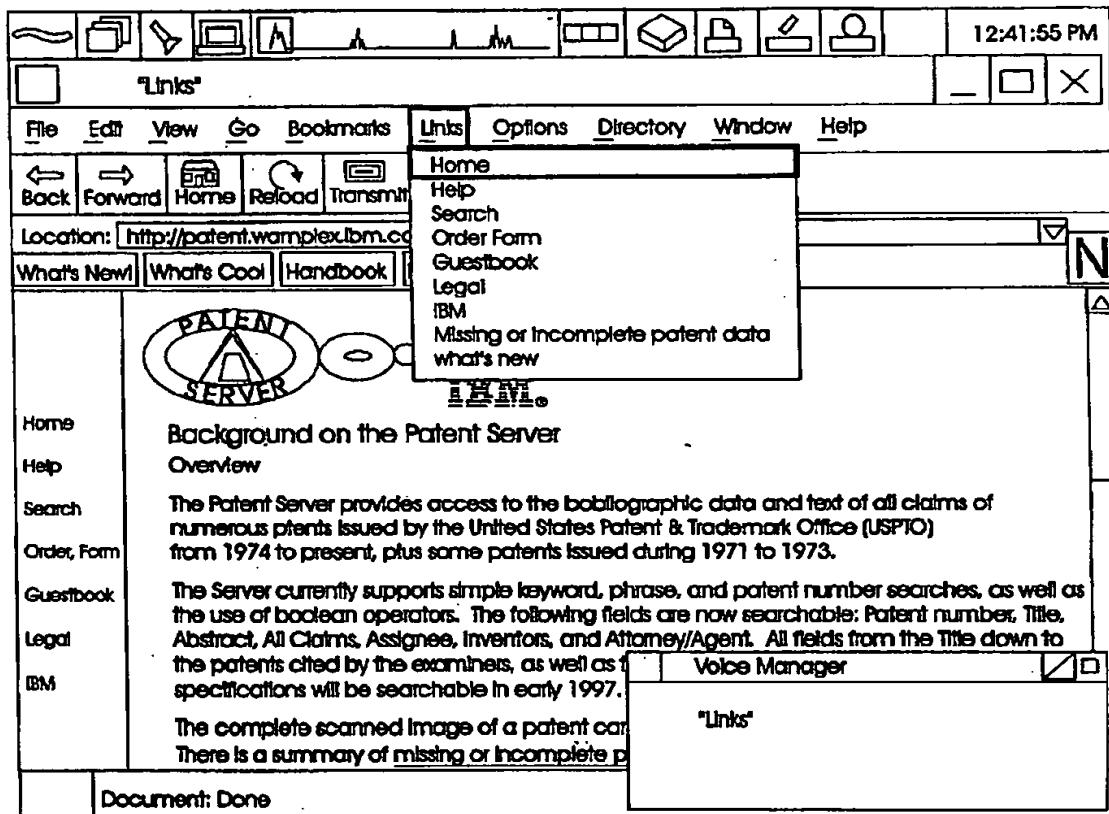 12:41:55 PM
"Links"
File Edit View Go Bookmarks Links Options Directory Window Help
Back Forward Home Reload Transmit
Home
Help
Search
Order Form
Guestbook
Legal
IBM
Missing or incomplete patent data
what's new
Location: http://patent.womplex.ibm.co
What's New! What's Cool Handbook
N
PATENT
SERVER
IBM®
Home
Help
Search
Order, Form
Guestbook
Legal
IBM
Background on the Patent Server
Overview
The Patent Server provides access to the bobliographic data and text of all claims of
numerous ptents issued by the United States Patent & Trademark Office (USPTO)
from 1974 to present, plus some patents issued during 1971 to 1973.
The Server currently supports simple keyword, phrase, and patent number searches, as well as
the use of boolean operators. The following fields are now searchable: Patent number, Title,
Abstract, All Claims, Assignee, Inventors, and Attorney/Agent. All fields from the Title down to
the patents cited by the examiners, as well as t
specifications will be searchable in early 1997.
The complete scanned image of a patent can
There is a summary of missing or incomplete p
Voice Manager
"Links"
Document: Done